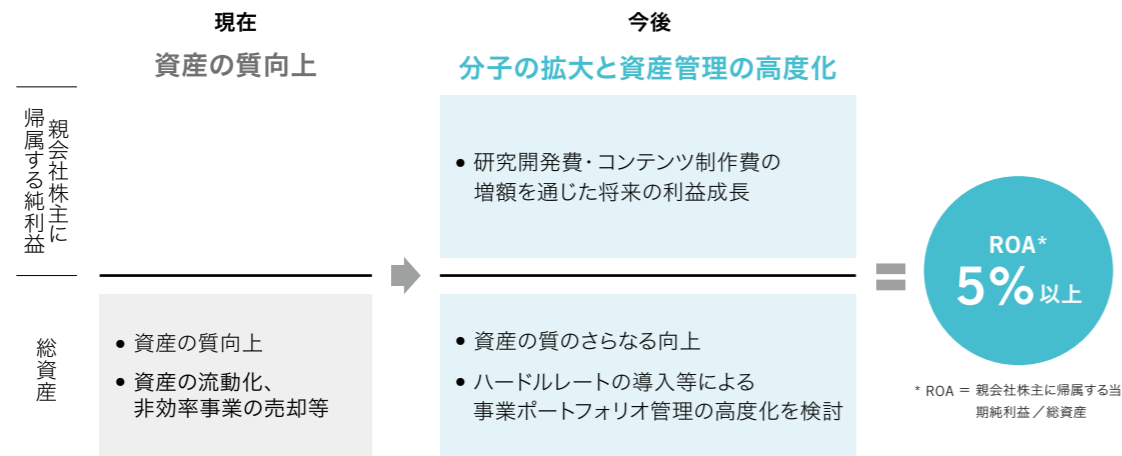 現在
資産の質向上
今後
分子の拡大と資産管理の高度化
親会社株主に
帰属する純利益
• 研究開発費・コンテンツ制作費の
増額を通じた将来の利益成長
総資産
• 資産の質向上
• 資産の流動化、
非効率事業の売却等
• 資産の質のさらなる向上
• ハードルレートの導入等による
事業ポートフォリオ管理の高度化を検討
=
ROA*
5%以上
* ROA = 親会社株主に帰属する当
期純利益／総資産